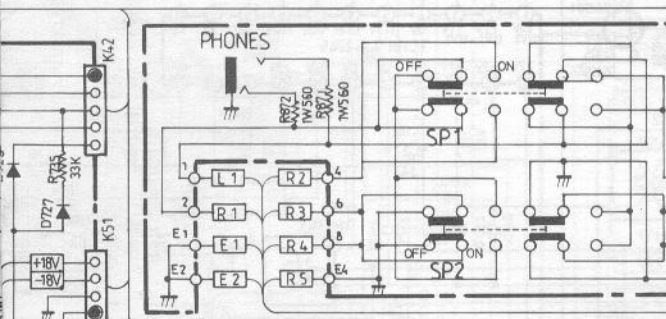 PHONES
K42
OFF
ON
R872
1W560
R871
1W560
SP1
R735
33K
1
L1
R2
4
D727
2
R1
R3
6
K51
E1
E1
R4
8
OFF
ON
+18V
-18V
E2
E2
R5
E4
SP2